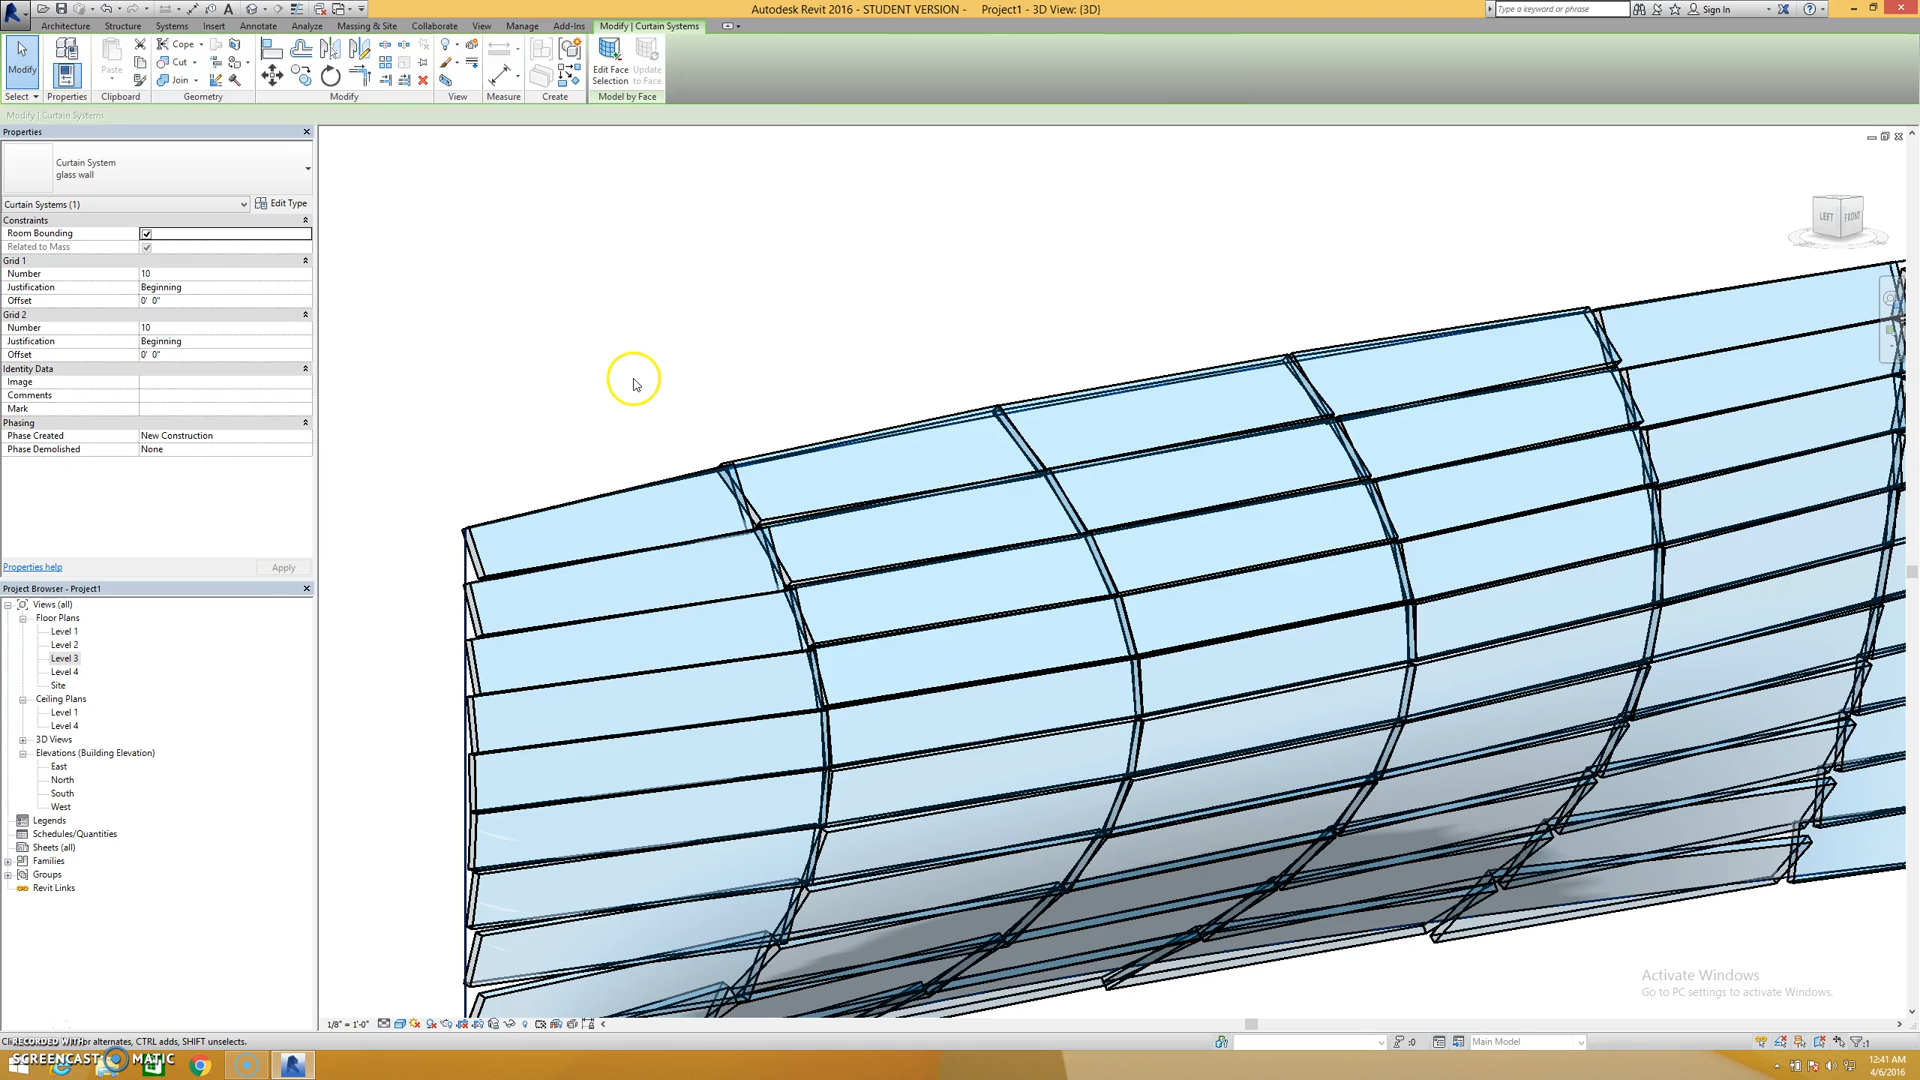 Autodesk Revit 2016 - STUDENT VERSION - Project1 - 3D View: {3D}
Type a keyword or phrase
Sign In
Architecture Structure Systems Insert Annotate Analyze Massing & Site Collaborate View Manage Add-Ins Modify | Curtain Systems
Modify
Paste
Cope
Cut
Join
Edit Face Selection
Update to Face
Select Properties Clipboard Geometry Modify View Measure Create Model by Face
Modify | Curtain Systems
Properties
Curtain System
glass wall
Curtain Systems (1) Edit Type
Constraints
Room Bounding
Related to Mass
Grid 1
Number 10
Justification Beginning
Offset 0' 0"
Grid 2
Number 10
Justification Beginning
Offset 0' 0"
Identity Data
Image
Comments
Mark
Phasing
Phase Created New Construction
Phase Demolished None
Properties help Apply
Project Browser - Project1
Views (all)
Floor Plans
Level 1
Level 2
Level 3
Level 4
Site
Ceiling Plans
Level 1
Level 4
3D Views
Elevations (Building Elevation)
East
North
South
West
Legends
Schedules/Quantities
Sheets (all)
Families
Groups
Revit Links
LEFT FRONT
Activate Windows
Go to PC settings to activate Windows.
1/8" = 1'-0"
for alternates, CTRL adds, SHIFT unselects.
:0
Main Model
:1
RECORDED WITH
SCREENCAST MATIC
12:41 AM
4/6/2016